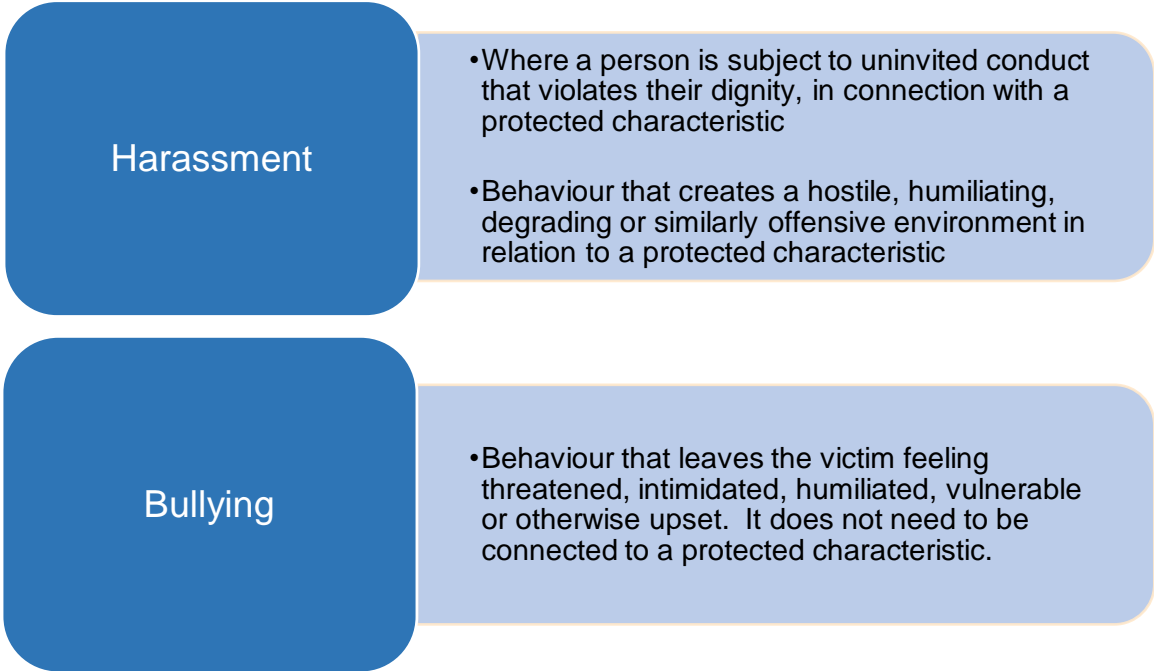 Harassment
•Where a person is subject to uninvited conduct
that violates their dignity, in connection with a
protected characteristic
•Behaviour that creates a hostile, humiliating,
degrading or similarly offensive environment in
relation to a protected characteristic
Bullying
•Behaviour that leaves the victim feeling
threatened, intimidated, humiliated, vulnerable
or otherwise upset.  It does not need to be
connected to a protected characteristic.